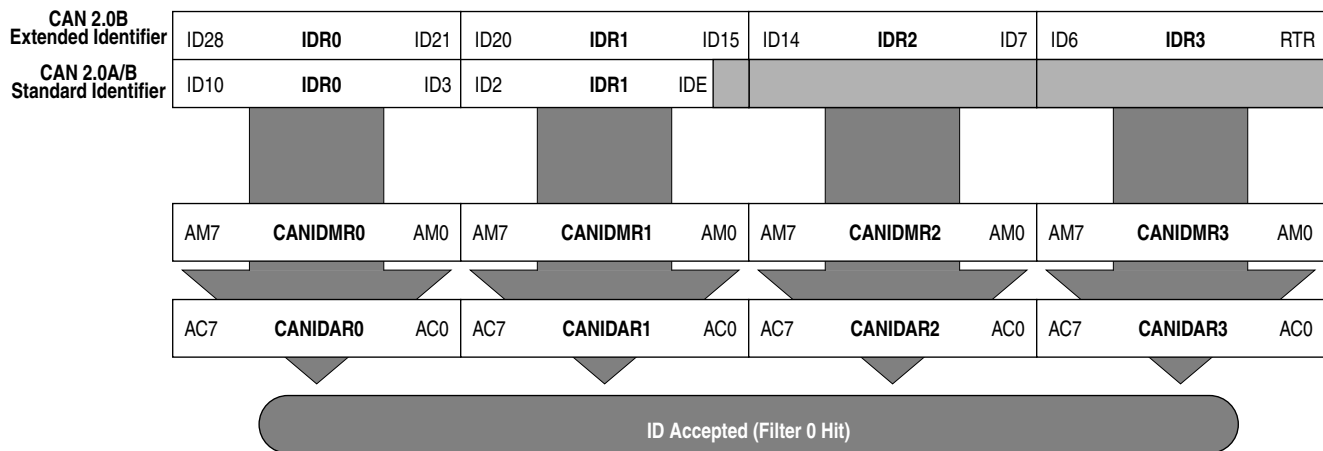 CAN 2.0B
Extended Identifier ID28 IDR0 ID21 ID20 IDR1 ID15 ID14 IDR2 ID7 ID6 IDR3 RTR
CAN 2.0A/B
Standard Identifier ID10 IDR0 ID3 ID2 IDR1 IDE
AM7 CANIDMR0 AM0 AM7 CANIDMR1 AM0 AM7 CANIDMR2 AM0 AM7 CANIDMR3 AM0
AC7 CANIDAR0 AC0 AC7 CANIDAR1 AC0 AC7 CANIDAR2 AC0 AC7 CANIDAR3 AC0
ID Accepted (Filter 0 Hit)